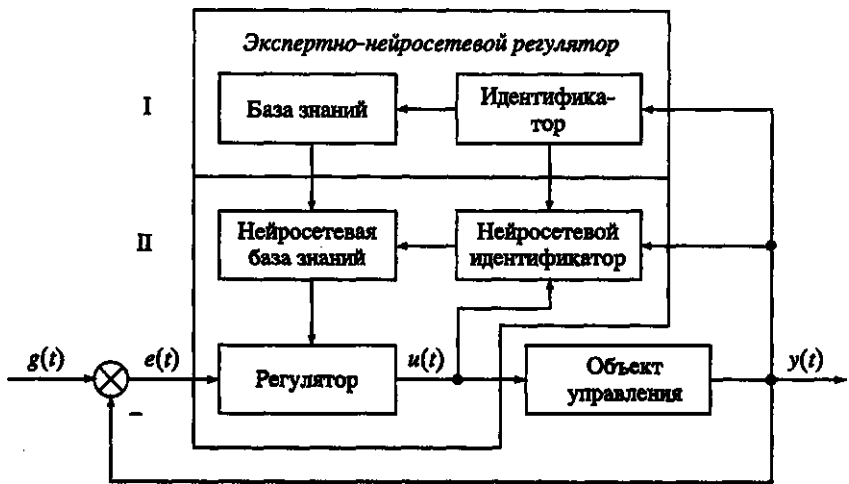 Экспертно-нейросетевой регулятор
I
База знаний
Идентифика-
тор
II
Нейросетевая
база знаний
Нейросетевой
идентификатор
g(t)
e(t)
Регулятор
u(t)
Объект
управления
y(t)
−